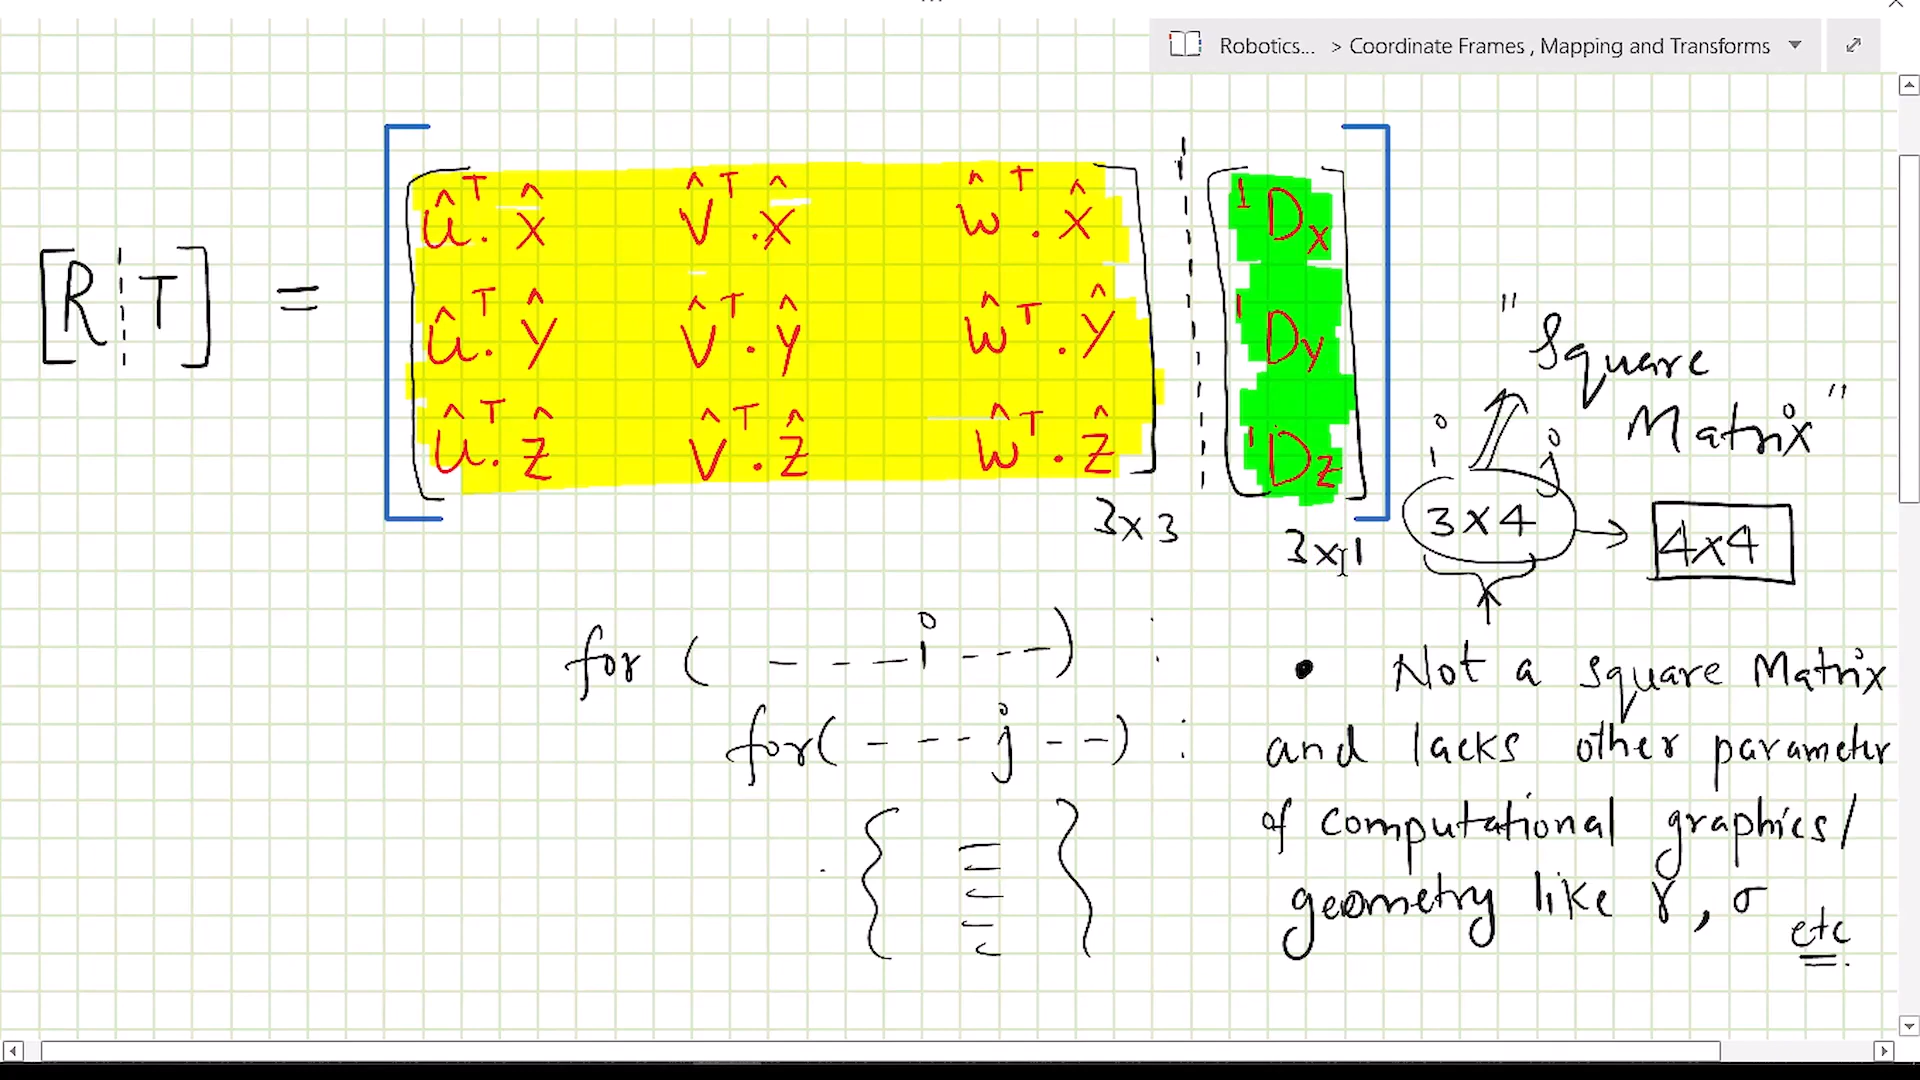 Robotics... > Coordinate Frames , Mapping and Transforms
[R ¦ T] =
û^T. x̂ v̂^T. x̂ ŵ^T. x̂ ¹Dx
û^T. ŷ v̂^T. ŷ ŵ^T. ŷ ¹Dy
û^T. ẑ v̂^T. ẑ ŵ^T. ẑ ¹Dz
3x3
3x1
"Square
Matrix"
i j
3x4 → 4x4
for ( - - - i - - - ) :
for( - - - j - - ) :
{ }
• Not a square Matrix
and lacks other parameter
of computational graphics/
geometry like γ, σ
etc